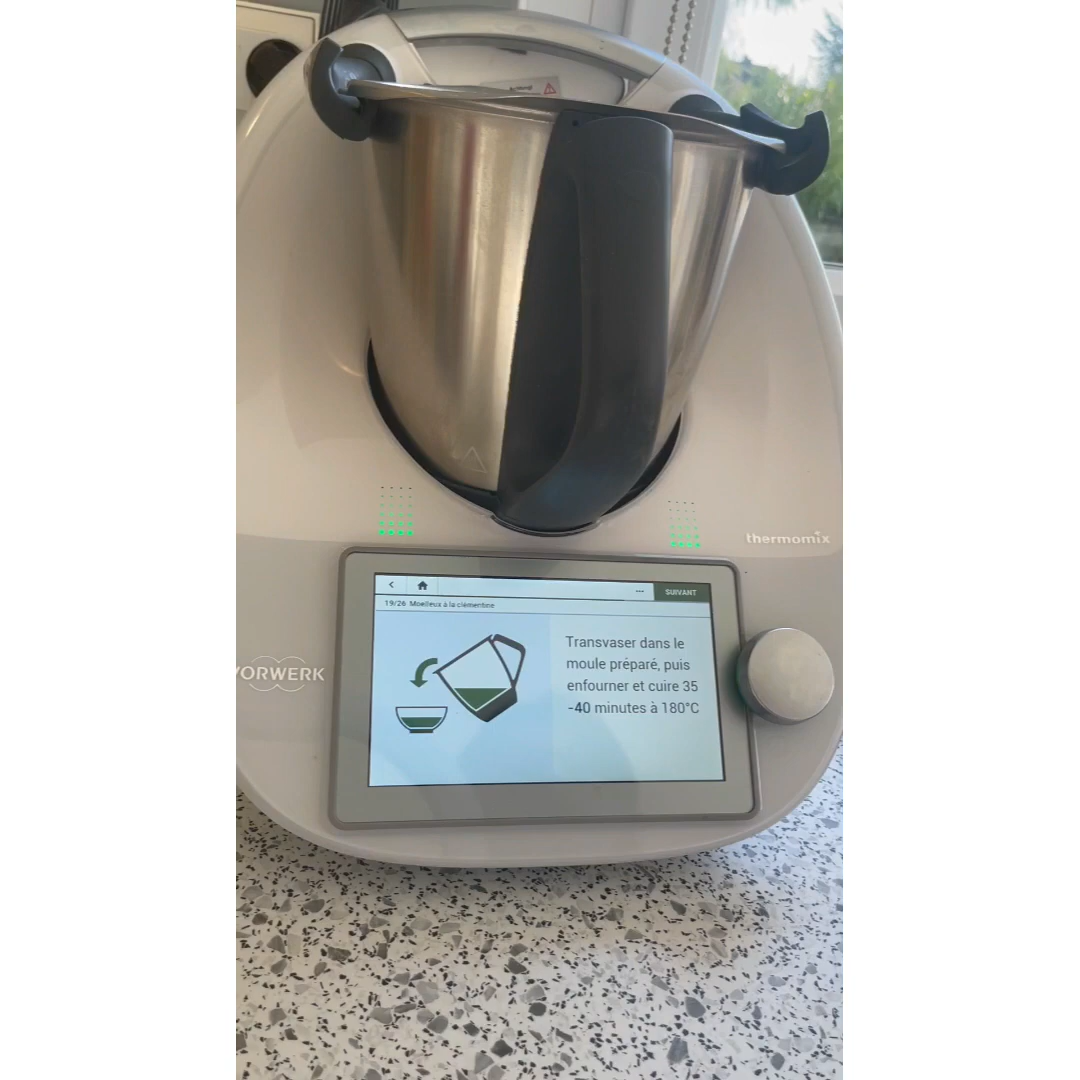 Achtung!
thermomix
SUIVANT
19/26 Moelleux à la clémentine
Transvaser dans le
moule préparé, puis
enfourner et cuire 35
-40 minutes à 180°C
VORWERK